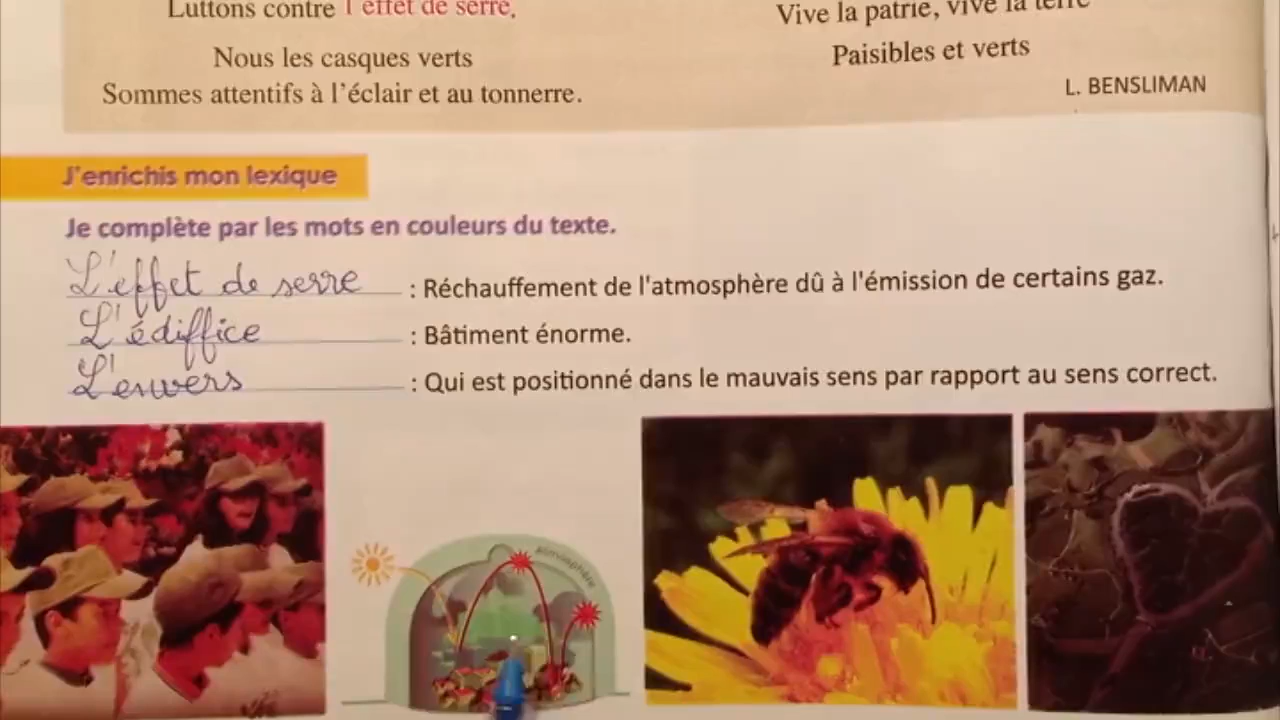 Luttons contre l'effet de serre.
Nous les casques verts
Sommes attentifs à l'éclair et au tonnerre.
Vive la patrie, vive la terre
Paisibles et verts
L. BENSLIMAN
J'enrichis mon lexique
Je complète par les mots en couleurs du texte.
L'effet de serre : Réchauffement de l'atmosphère dû à l'émission de certains gaz.
L'édiffice : Bâtiment énorme.
L'envers : Qui est positionné dans le mauvais sens par rapport au sens correct.
Atmosphère